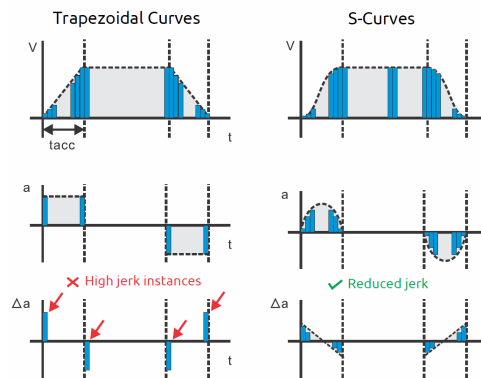 Trapezoidal Curves
S-Curves
V
t
tacc
V
a
t
a
✗ High jerk instances
✓ Reduced jerk
Δa
t
Δa